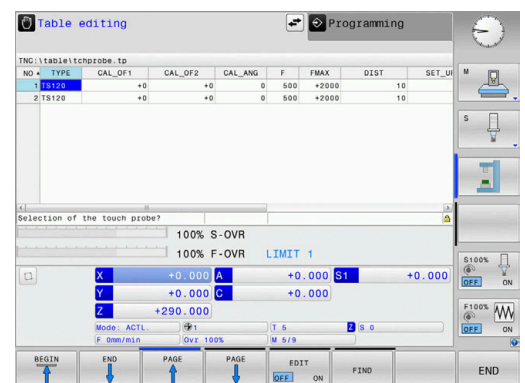 Table editing
Programming
TNC:\table\tchprobe.tp
NO TYPE CAL_OF1 CAL_OF2 CAL_ANG F FMAX DIST
1 TS120 +0 +0 0 500 +2000 10
2 TS120 +0 +0 0 500 +2000 10
M
S
Selection of the touch probe?
100% S-OVR
100% F-OVR LIMIT 1
X +0.000 A +0.000 S1 +0.000
Y +0.000 C +0.000
Z +290.000
Mode: ACTL. 1 T 5 Z S 0
F 0mm/min Ovr 100% M 5/9
S100%
OFF ON
F100%
OFF ON
BEGIN
END
PAGE
PAGE
EDIT
OFF ON
FIND
END